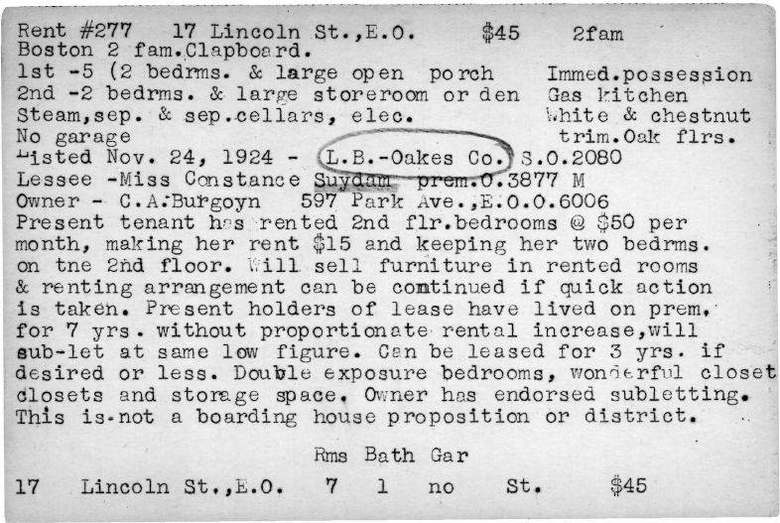 Rent #277 17 Lincoln St.,E.O. $45 2fam
Boston 2 fam.Clapboard.
1st -5 (2 bedrms. & large open porch Immed.possession
2nd -2 bedrms. & large storeroom or den Gas kitchen
Steam,sep. & sep.cellars, elec. White & chestnut
No garage trim.Oak flrs.
Listed Nov. 24, 1924 - L.B.-Oakes Co. S.O.2080
Lessee -Miss Constance Suydam prem.O.3877 M
Owner - C.A.Burgoyn 597 Park Ave.,E.O.O.6006
Present tenant has rented 2nd flr.bedrooms @ $50 per
month, making her rent $15 and keeping her two bedrms.
on tne 2nd floor. Will sell furniture in rented rooms
& renting arrangement can be continued if quick action
is taken. Present holders of lease have lived on prem.
for 7 yrs. without proportionate rental increase,will
sub-let at same low figure. Can be leased for 3 yrs. if
desired or less. Double exposure bedrooms, wonderful closet
closets and storage space. Owner has endorsed subletting.
This is not a boarding house proposition or district.
Rms Bath Gar
17 Lincoln St.,E.O. 7 1 no St. $45